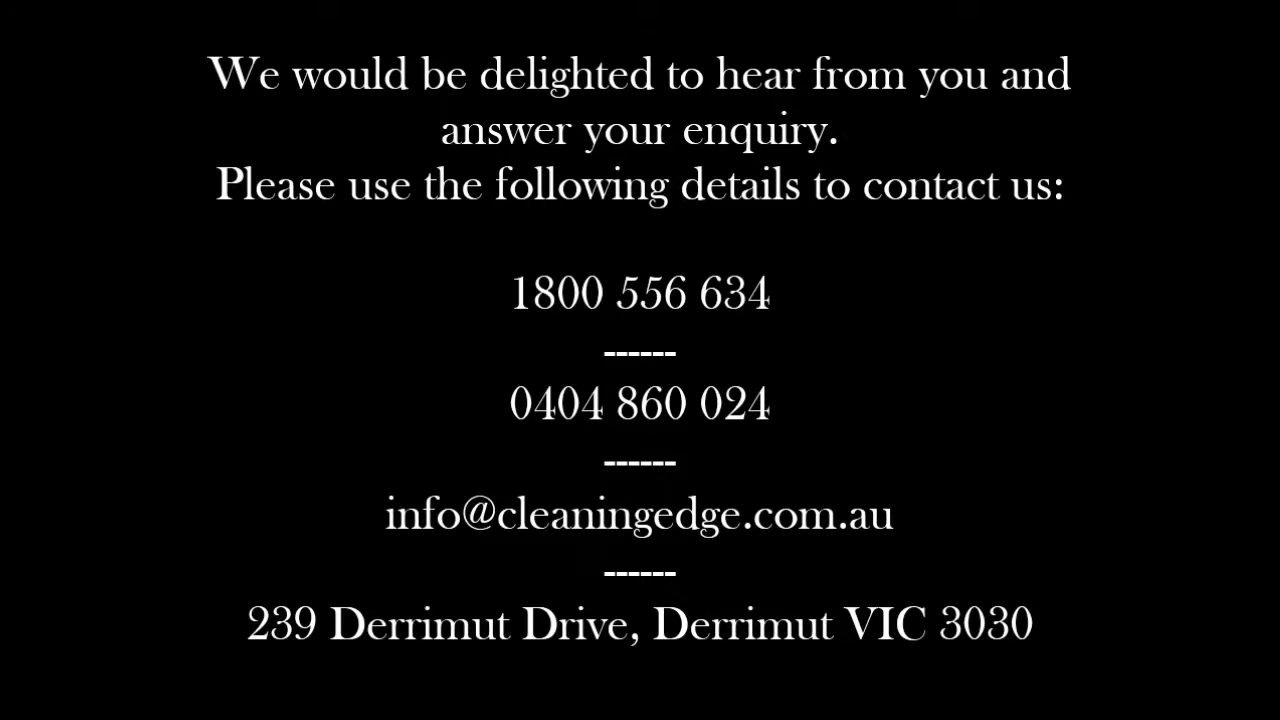 We would be delighted to hear from you and
answer your enquiry.
Please use the following details to contact us:
1800 556 634
------
0404 860 024
------
info@cleaningedge.com.au
------
239 Derrimut Drive, Derrimut VIC 3030